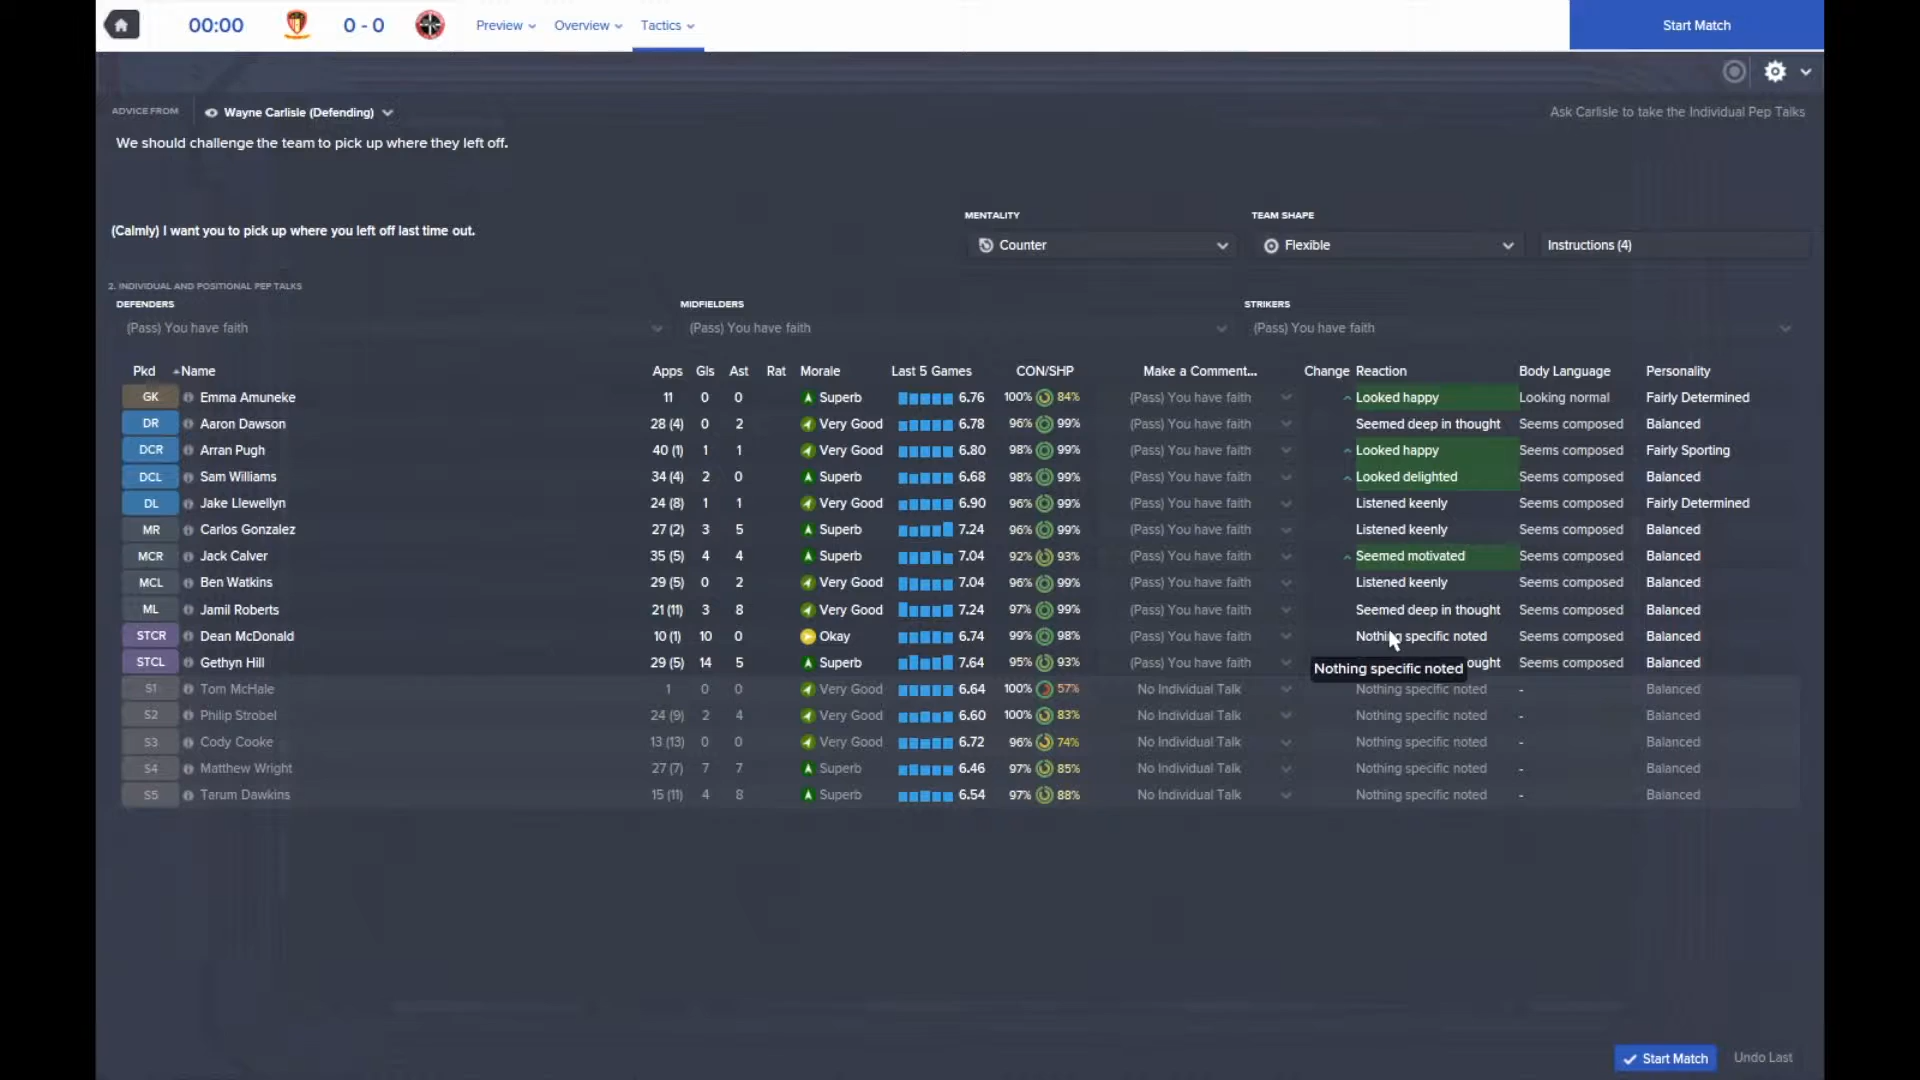 00:00 0 - 0 Preview Overview Tactics Start Match
ADVICE FROM Wayne Carlisle (Defending) Ask Carlisle to take the Individual Pep Talks
We should challenge the team to pick up where they left off.
MENTALITY TEAM SHAPE
(Calmly) I want you to pick up where you left off last time out.
Counter Flexible Instructions (4)
2. INDIVIDUAL AND POSITIONAL PEP TALKS
DEFENDERS MIDFIELDERS STRIKERS
(Pass) You have faith (Pass) You have faith (Pass) You have faith
Pkd Name Apps Gls Ast Rat Morale Last 5 Games CON/SHP Make a Comment... Change Reaction Body Language Personality
GK Emma Amuneke 11 0 0 Superb 6.76 100% 84% (Pass) You have faith Looked happy Looking normal Fairly Determined
DR Aaron Dawson 28 (4) 0 2 Very Good 6.78 96% 99% (Pass) You have faith Seemed deep in thought Seems composed Balanced
DCR Arran Pugh 40 (1) 1 1 Very Good 6.80 98% 99% (Pass) You have faith Looked happy Seems composed Fairly Sporting
DCL Sam Williams 34 (4) 2 0 Superb 6.68 98% 99% (Pass) You have faith Looked delighted Seems composed Balanced
DL Jake Llewellyn 24 (8) 1 1 Very Good 6.90 96% 99% (Pass) You have faith Listened keenly Seems composed Fairly Determined
MR Carlos Gonzalez 27 (2) 3 5 Superb 7.24 96% 99% (Pass) You have faith Listened keenly Seems composed Balanced
MCR Jack Calver 35 (5) 4 4 Superb 7.04 92% 93% (Pass) You have faith Seemed motivated Seems composed Balanced
MCL Ben Watkins 29 (5) 0 2 Very Good 7.04 96% 99% (Pass) You have faith Listened keenly Seems composed Balanced
ML Jamil Roberts 21 (11) 3 8 Very Good 7.24 97% 99% (Pass) You have faith Seemed deep in thought Seems composed Balanced
STCR Dean McDonald 10 (1) 10 0 Okay 6.74 99% 98% (Pass) You have faith Nothing specific noted Seems composed Balanced
STCL Gethyn Hill 29 (5) 14 5 Superb 7.64 95% 93% (Pass) You have faith ought Seems composed Balanced
Nothing specific noted
S1 Tom McHale 1 0 0 Very Good 6.64 100% 57% No Individual Talk Nothing specific noted - Balanced
S2 Philip Strobel 24 (9) 2 4 Very Good 6.60 100% 83% No Individual Talk Nothing specific noted - Balanced
S3 Cody Cooke 13 (13) 0 0 Very Good 6.72 96% 74% No Individual Talk Nothing specific noted - Balanced
S4 Matthew Wright 27 (7) 7 7 Superb 6.46 97% 85% No Individual Talk Nothing specific noted - Balanced
S5 Tarum Dawkins 15 (11) 4 8 Superb 6.54 97% 88% No Individual Talk Nothing specific noted - Balanced
Start Match Undo Last